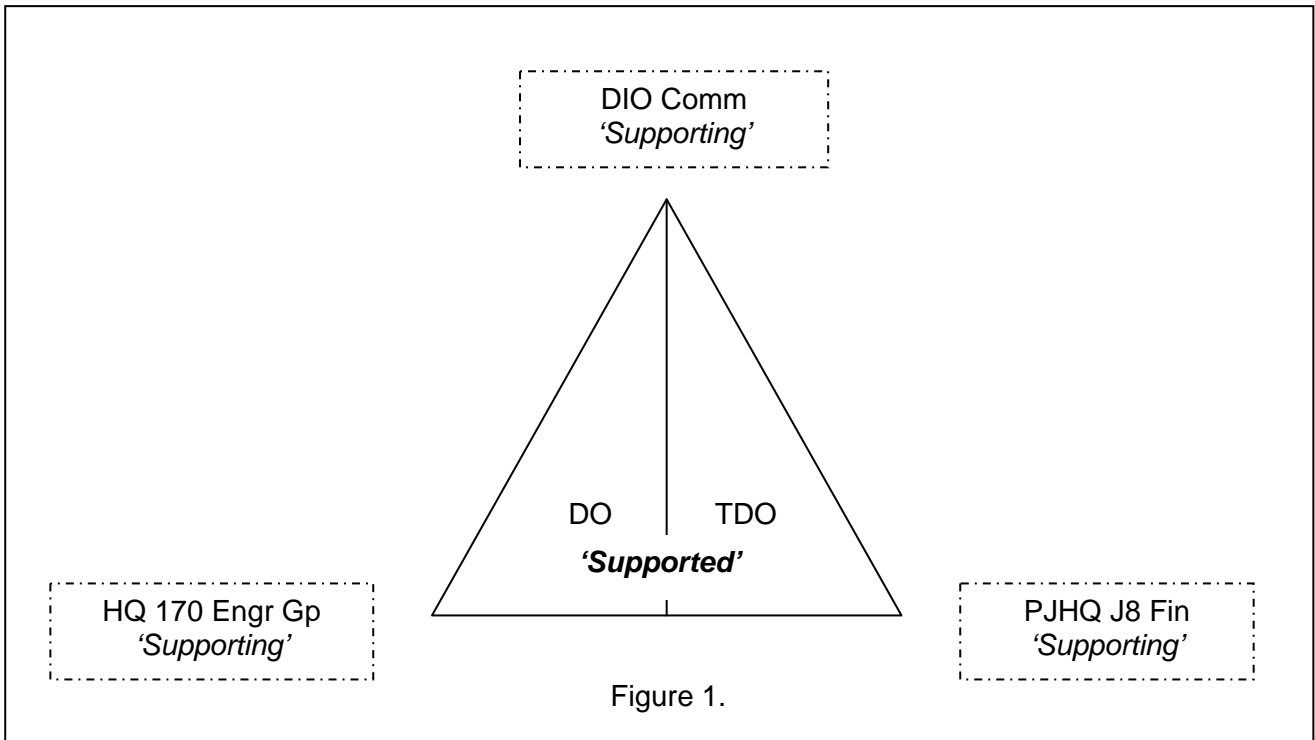 DIO Comm
‘Supporting’
DO TDO
‘Supported’
HQ 170 Engr Gp
‘Supporting’
PJHQ J8 Fin
‘Supporting’
Figure 1.